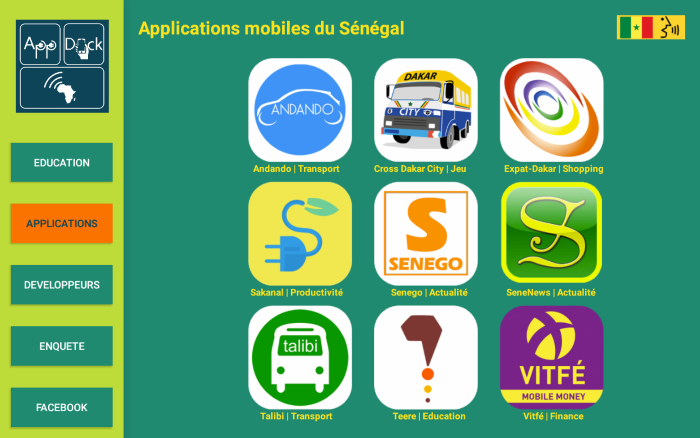 App Dock
EDUCATION
APPLICATIONS
DEVELOPPEURS
ENQUETE
FACEBOOK
Applications mobiles du Sénégal
ANDANDO
Andando | Transport
DAKAR
CITY
Cross Dakar City | Jeu
Expat-Dakar | Shopping
Sakanal | Productivité
S
SENEGO
Senego | Actualité
S
SeneNews | Actualité
talibi
Talibi | Transport
Teere | Education
VITFÉ
MOBILE MONEY
Vitfé | Finance